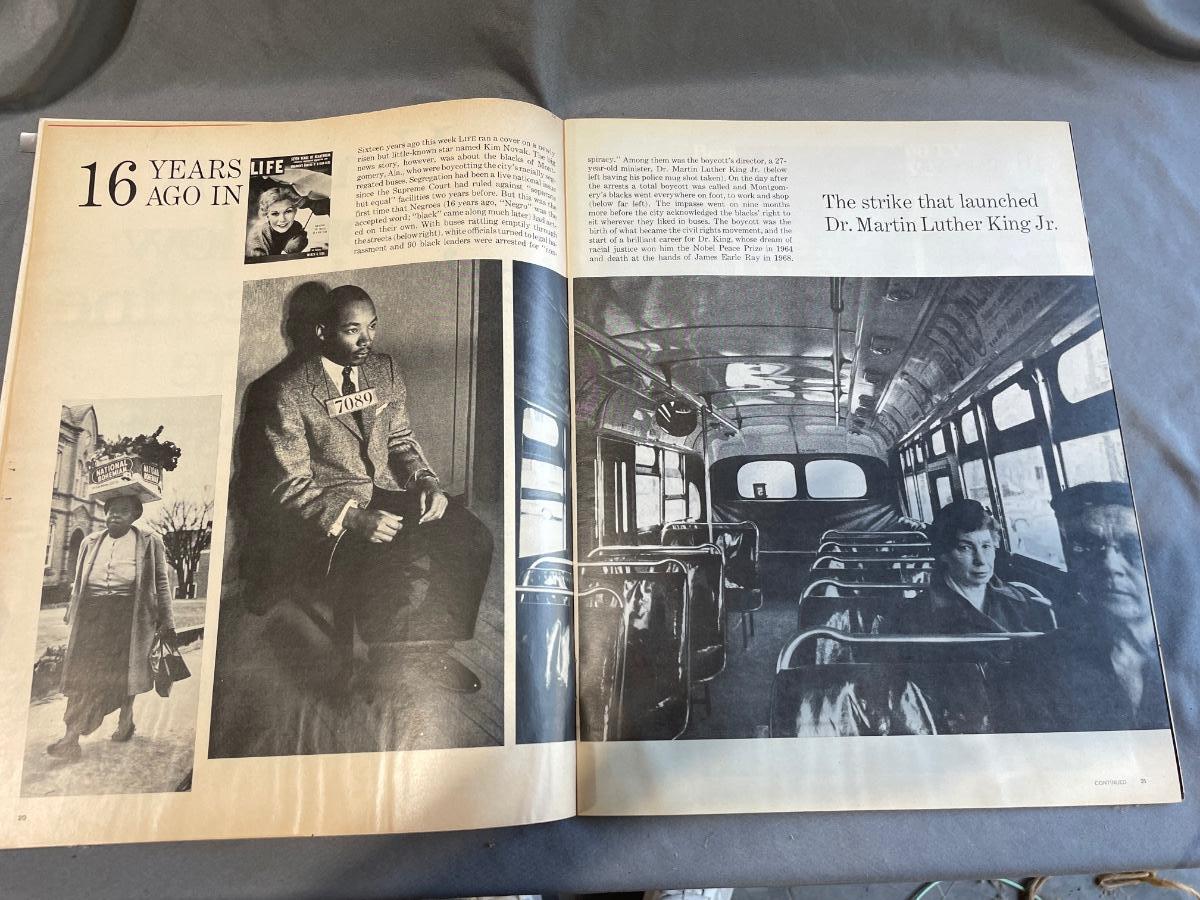 16 YEARS
AGO IN
LIFE
Sixteen years ago this week LIFE ran a cover on a newly
risen but little-known star named Kim Novak. The big
news story, however, was about the blacks of Mont-
gomery, Ala., who were boycotting the city's racially seg-
regated buses. Segregation had been a live national issue
since the Supreme Court had ruled against "separate
but equal" facilities two years before. But this was the
first time that Negroes (16 years ago, "Negro" was the
accepted word; "black" came along much later) had act-
ed on their own. With buses rattling emptily through
the streets (below right), white officials turned to legal ha-
rassment and 90 black leaders were arrested for "con-
spiracy." Among them was the boycott's director, a 27-
year-old minister, Dr. Martin Luther King Jr. (below
left having his police mug shot taken). On the day after
the arrests a total boycott was called and Montgom-
ery's blacks went everywhere on foot, to work and shop
(below far left). The impasse went on nine months
more before the city acknowledged the blacks' right to
sit wherever they liked in buses. The boycott was the
birth of what became the civil rights movement, and the
start of a brilliant career for Dr. King, whose dream of
racial justice won him the Nobel Peace Prize in 1964
and death at the hands of James Earle Ray in 1968.
The strike that launched
Dr. Martin Luther King Jr.
NATIONAL
BOHEMIAN
7089
20
CONTINUED